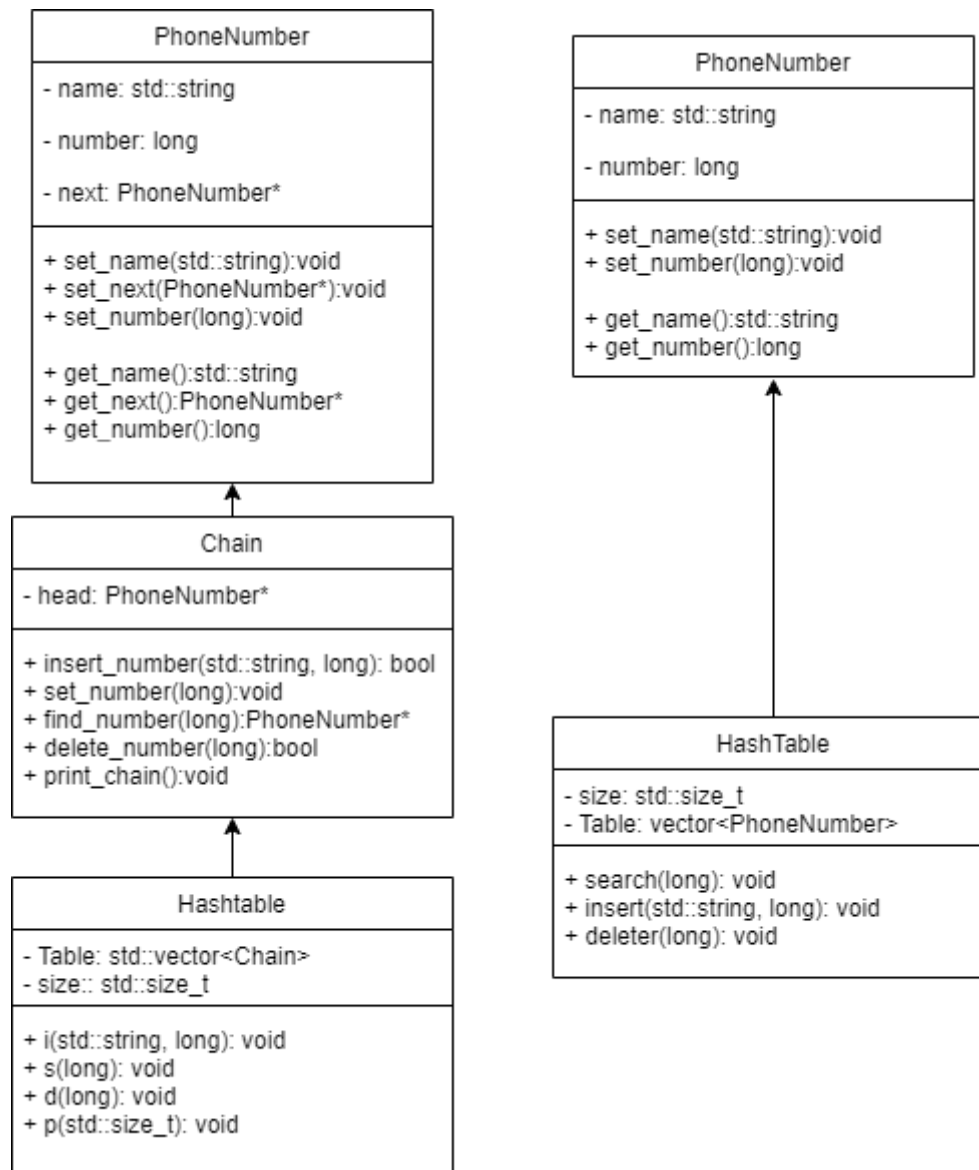 PhoneNumber
- name: std::string
- number: long
- next: PhoneNumber*
+ set_name(std::string):void
+ set_next(PhoneNumber*):void
+ set_number(long):void
+ get_name():std::string
+ get_next():PhoneNumber*
+ get_number():long
Chain
- head: PhoneNumber*
+ insert_number(std::string, long): bool
+ set_number(long):void
+ find_number(long):PhoneNumber*
+ delete_number(long):bool
+ print_chain():void
Hashtable
- Table: std::vector<Chain>
- size:: std::size_t
+ i(std::string, long): void
+ s(long): void
+ d(long): void
+ p(std::size_t): void
PhoneNumber
- name: std::string
- number: long
+ set_name(std::string):void
+ set_number(long):void
+ get_name():std::string
+ get_number():long
HashTable
- size: std::size_t
- Table: vector<PhoneNumber>
+ search(long): void
+ insert(std::string, long): void
+ deleter(long): void